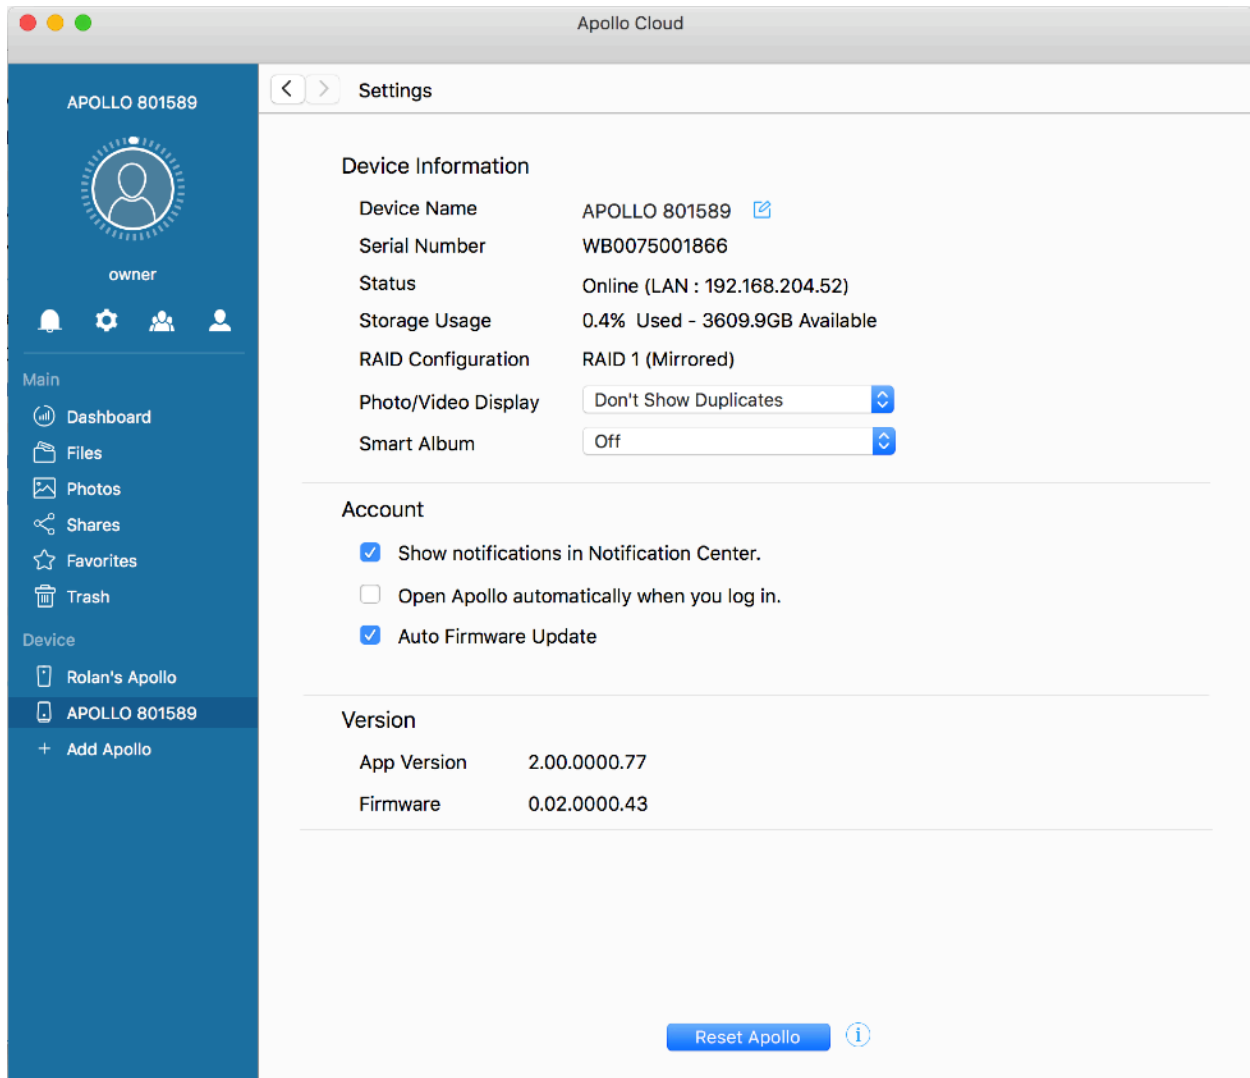 Apollo Cloud
APOLLO 801589
owner
Main
Dashboard
Files
Photos
Shares
Favorites
Trash
Device
Rolan's Apollo
APOLLO 801589
+ Add Apollo
Settings
Device Information
Device Name APOLLO 801589
Serial Number WB0075001866
Status Online (LAN : 192.168.204.52)
Storage Usage 0.4% Used - 3609.9GB Available
RAID Configuration RAID 1 (Mirrored)
Photo/Video Display Don't Show Duplicates
Smart Album Off
Account
Show notifications in Notification Center.
Open Apollo automatically when you log in.
Auto Firmware Update
Version
App Version 2.00.0000.77
Firmware 0.02.0000.43
Reset Apollo i